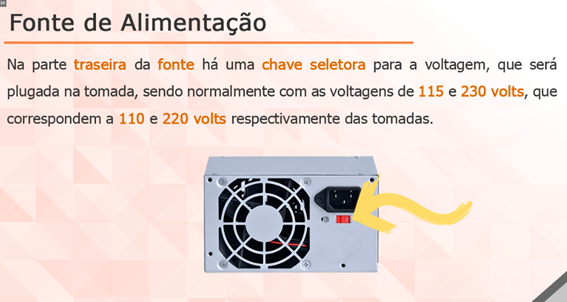 Fonte de Alimentação
Na parte traseira da fonte há uma chave seletora para a voltagem, que será
plugada na tomada, sendo normalmente com as voltagens de 115 e 230 volts, que
correspondem a 110 e 220 volts respectivamente das tomadas.